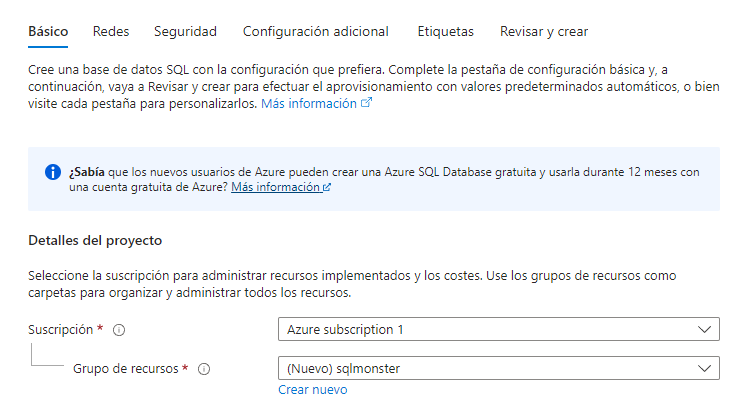 Básico Redes Seguridad Configuración adicional Etiquetas Revisar y crear
Cree una base de datos SQL con la configuración que prefiera. Complete la pestaña de configuración básica y, a
continuación, vaya a Revisar y crear para efectuar el aprovisionamiento con valores predeterminados automáticos, o bien
visite cada pestaña para personalizarlos. Más información
¿Sabía que los nuevos usuarios de Azure pueden crear una Azure SQL Database gratuita y usarla durante 12 meses con
una cuenta gratuita de Azure? Más información
Detalles del proyecto
Seleccione la suscripción para administrar recursos implementados y los costes. Use los grupos de recursos como
carpetas para organizar y administrar todos los recursos.
Suscripción * Azure subscription 1
Grupo de recursos * (Nuevo) sqlmonster
Crear nuevo